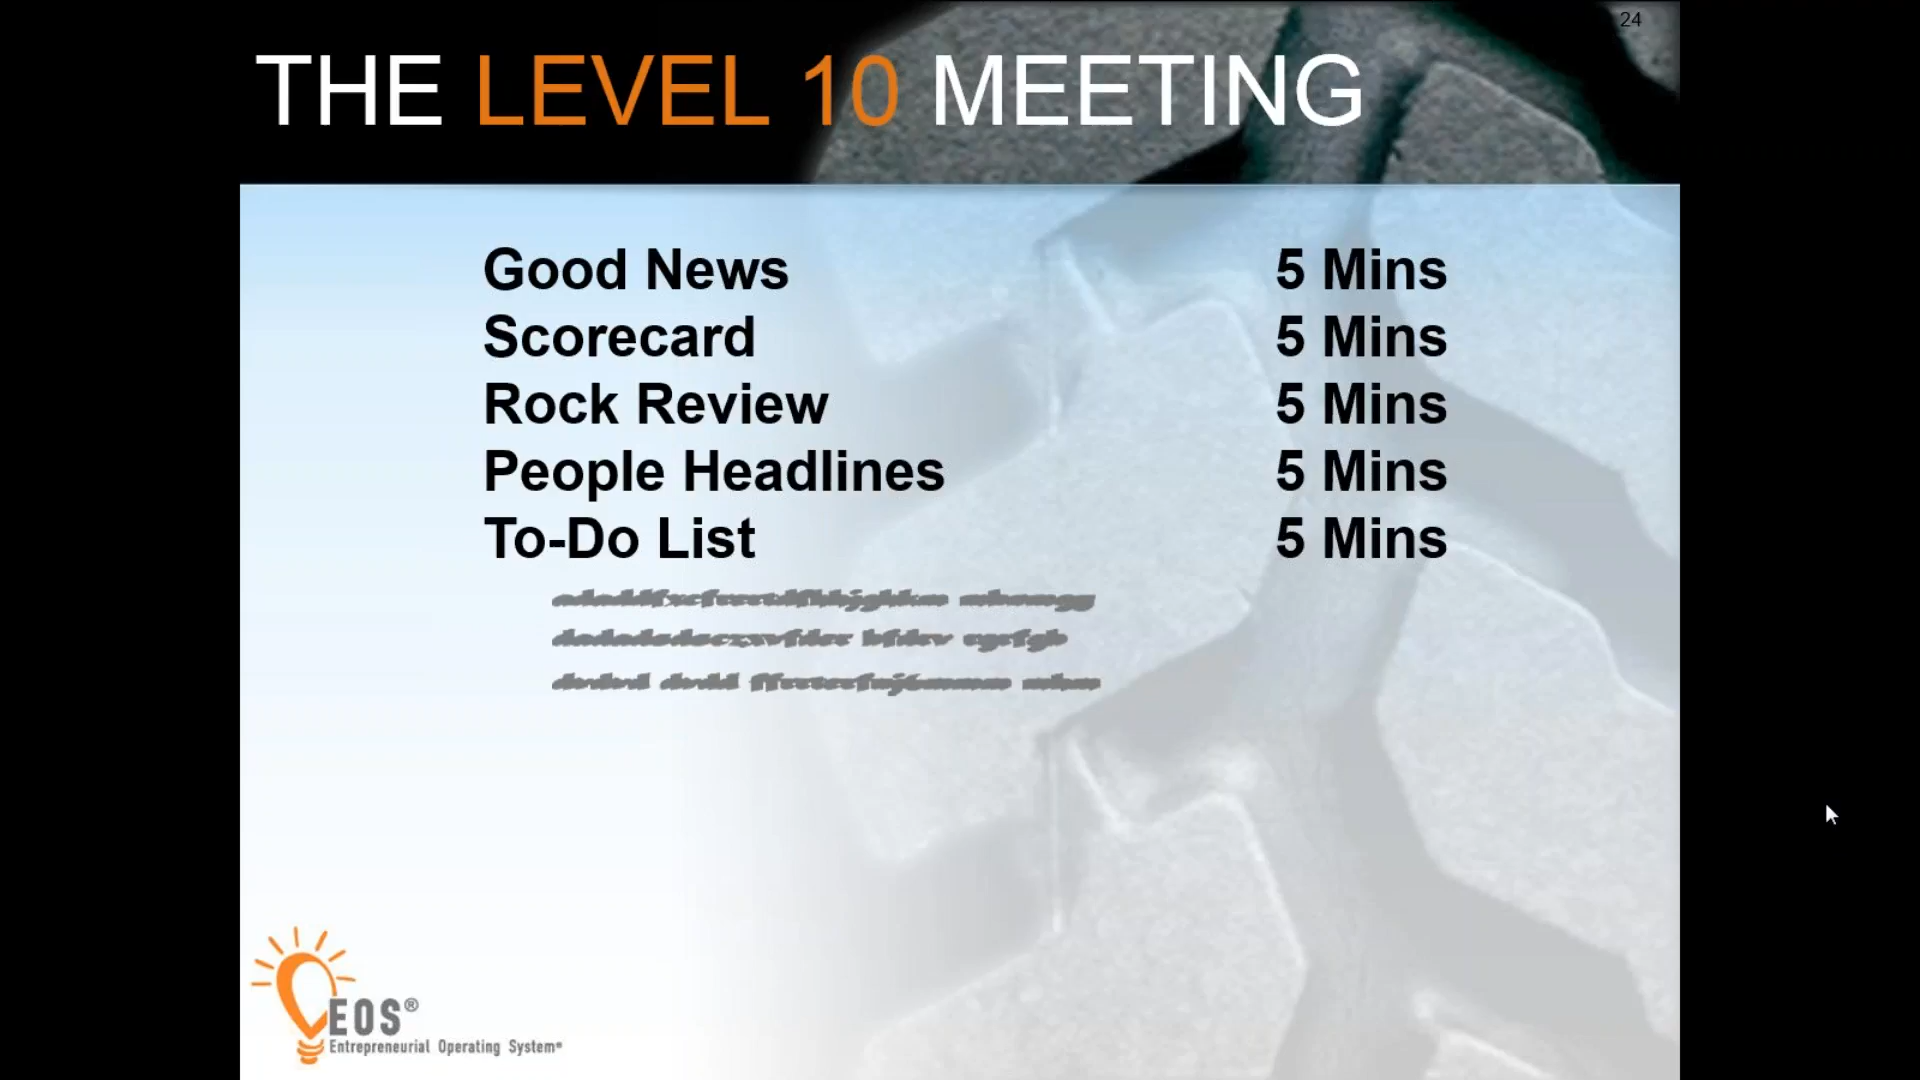 24
THE LEVEL 10 MEETING
Good News 5 Mins
Scorecard 5 Mins
Rock Review 5 Mins
People Headlines 5 Mins
To-Do List 5 Mins
EOS®
Entrepreneurial Operating System®